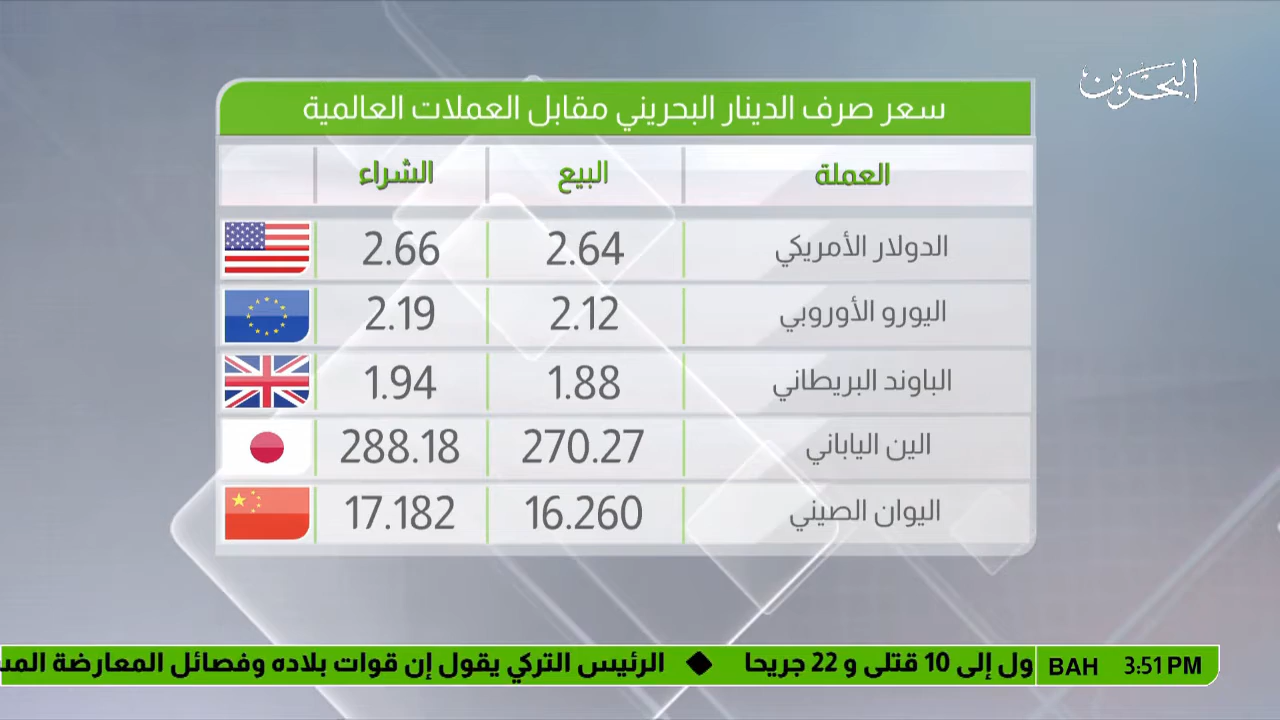 البحرين
سعر صرف الدينار البحريني مقابل العملات العالمية
العملة البيع الشراء
الدولار الأمريكي 2.64 2.66
اليورو الأوروبي 2.12 2.19
الباوند البريطاني 1.88 1.94
الين الياباني 270.27 288.18
اليوان الصيني 16.260 17.182
BAH 3:51 PM
ول إلى 10 قتلى و 22 جريحا ◆ الرئيس التركي يقول إن قوات بلاده وفصائل المعارضة